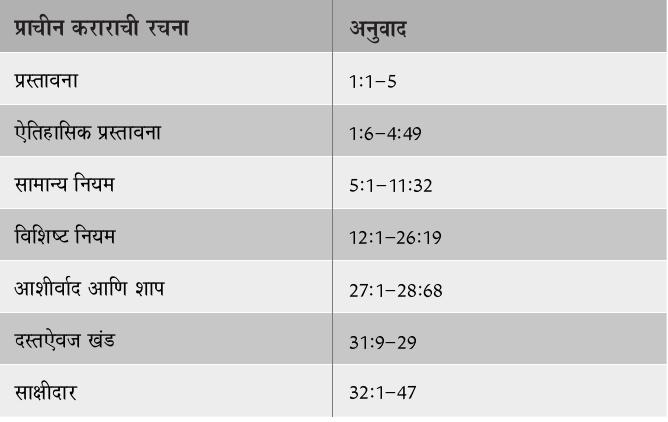 प्राचीन कराराची रचना अनुवाद
प्रस्तावना 1:1–5
ऐतिहासिक प्रस्तावना 1:6–4:49
सामान्य नियम 5:1–11:32
विशिष्ट नियम 12:1–26:19
आशीर्वाद आणि शाप 27:1–28:68
दस्तऐवज खंड 31:9–29
साक्षीदार 32:1–47